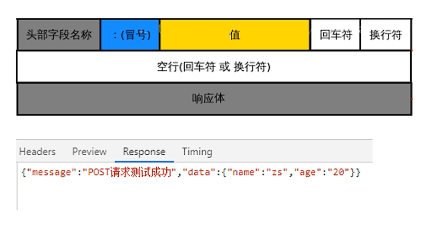 头部字段名称 :(冒号) 值 回车符 换行符
空行(回车符 或 换行符)
响应体
Headers Preview Response Timing
{"message":"POST请求测试成功","data":{"name":"zs","age":"20"}}